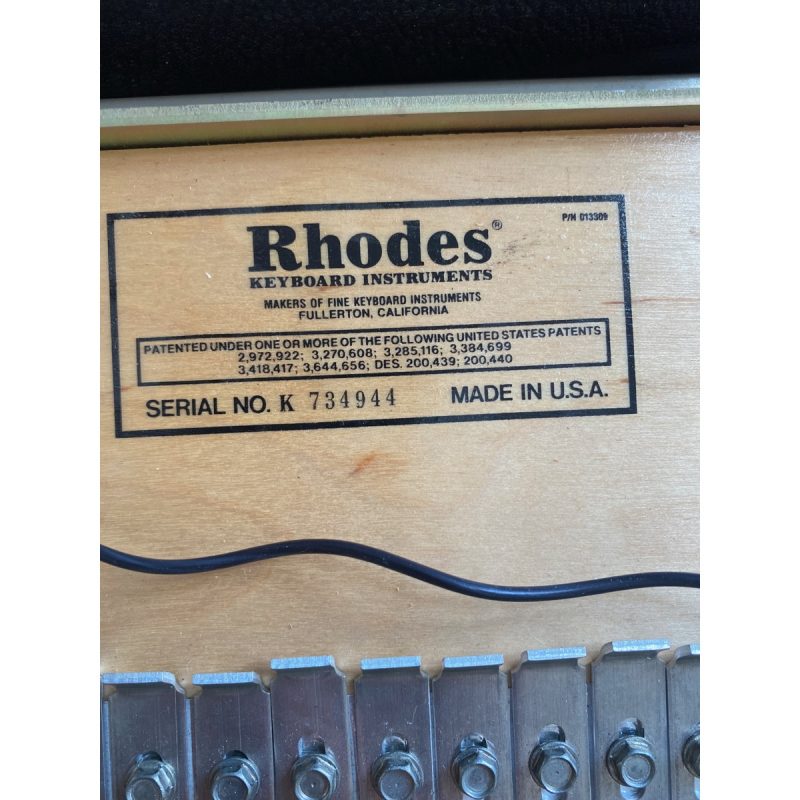 P/N 013309
Rhodes®
KEYBOARD INSTRUMENTS
MAKERS OF FINE KEYBOARD INSTRUMENTS
FULLERTON, CALIFORNIA
PATENTED UNDER ONE OR MORE OF THE FOLLOWING UNITED STATES PATENTS
2,972,922; 3,270,608; 3,285,116; 3,384,699
3,418,417; 3,644,656; DES. 200,439; 200,440
SERIAL NO. K 734944 MADE IN U.S.A.